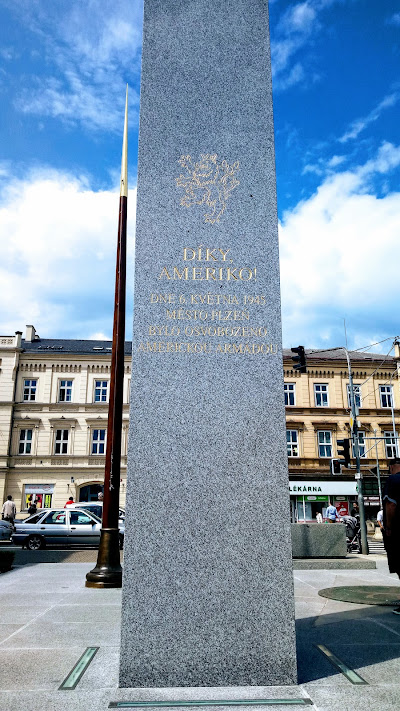 DÍKY,
AMERIKO!
DNE 6. KVĚTNA 1945
MĚSTO PLZEŇ
BYLO OSVOBOZENO
AMERICKOU ARMÁDOU
LÉKÁRNA